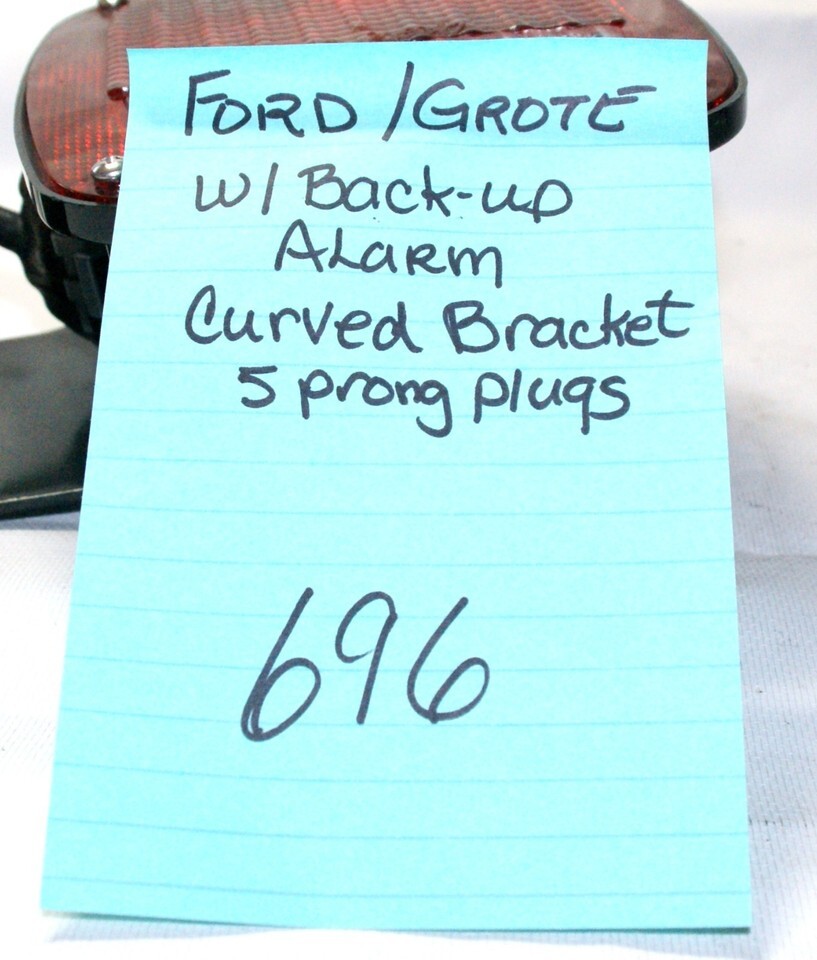 FORD / GROTE
W/ Back-up
ALARM
Curved Bracket
5 prong plugs
696